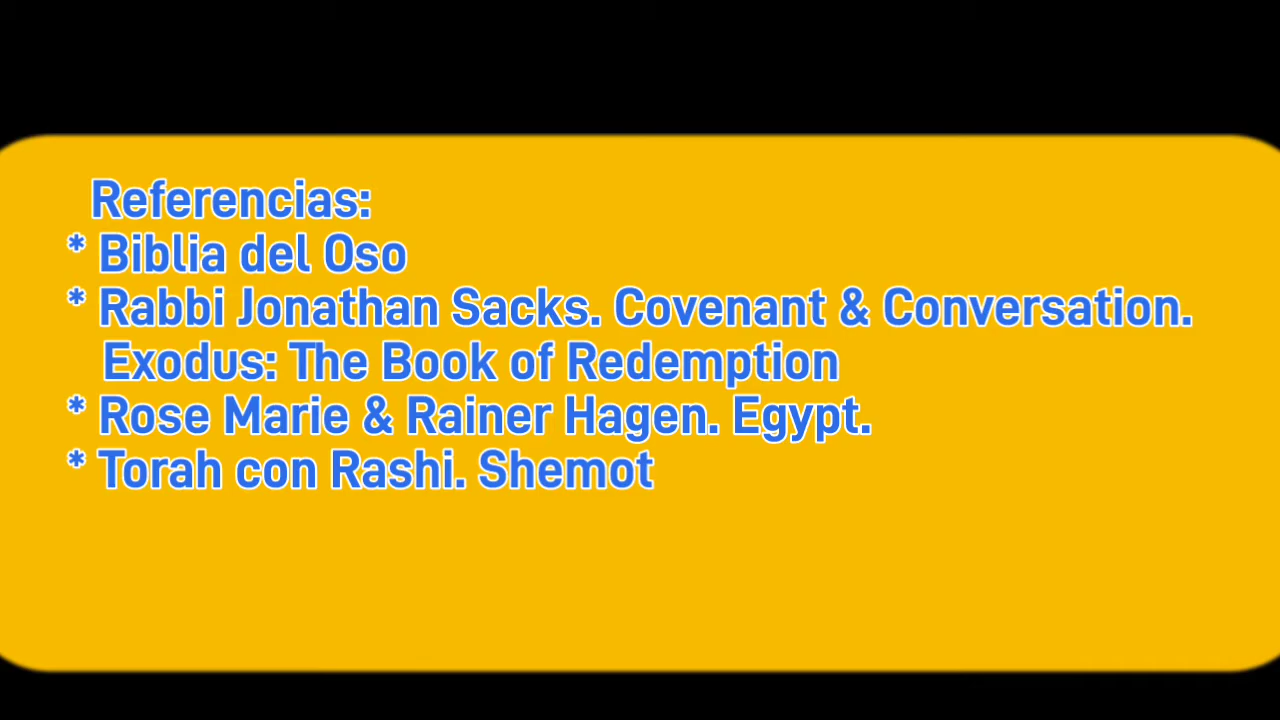 Referencias:
* Biblia del Oso
* Rabbi Jonathan Sacks. Covenant & Conversation.
Exodus: The Book of Redemption
* Rose Marie & Rainer Hagen. Egypt.
* Torah con Rashi. Shemot